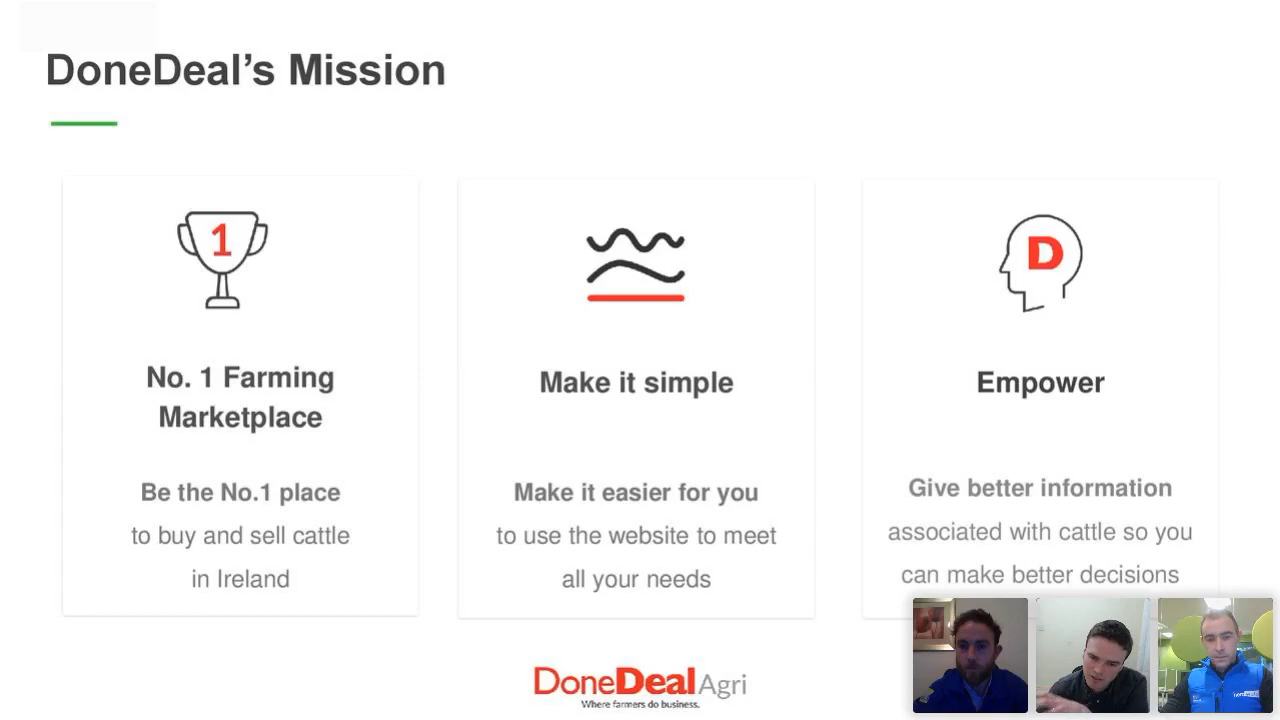 DoneDeal’s Mission
1
No. 1 Farming
Marketplace
Be the No.1 place
to buy and sell cattle
in Ireland
Make it simple
Make it easier for you
to use the website to meet
all your needs
D
Empower
Give better information
associated with cattle so you
can make better decisions
DoneDeal Agri
Where farmers do business.